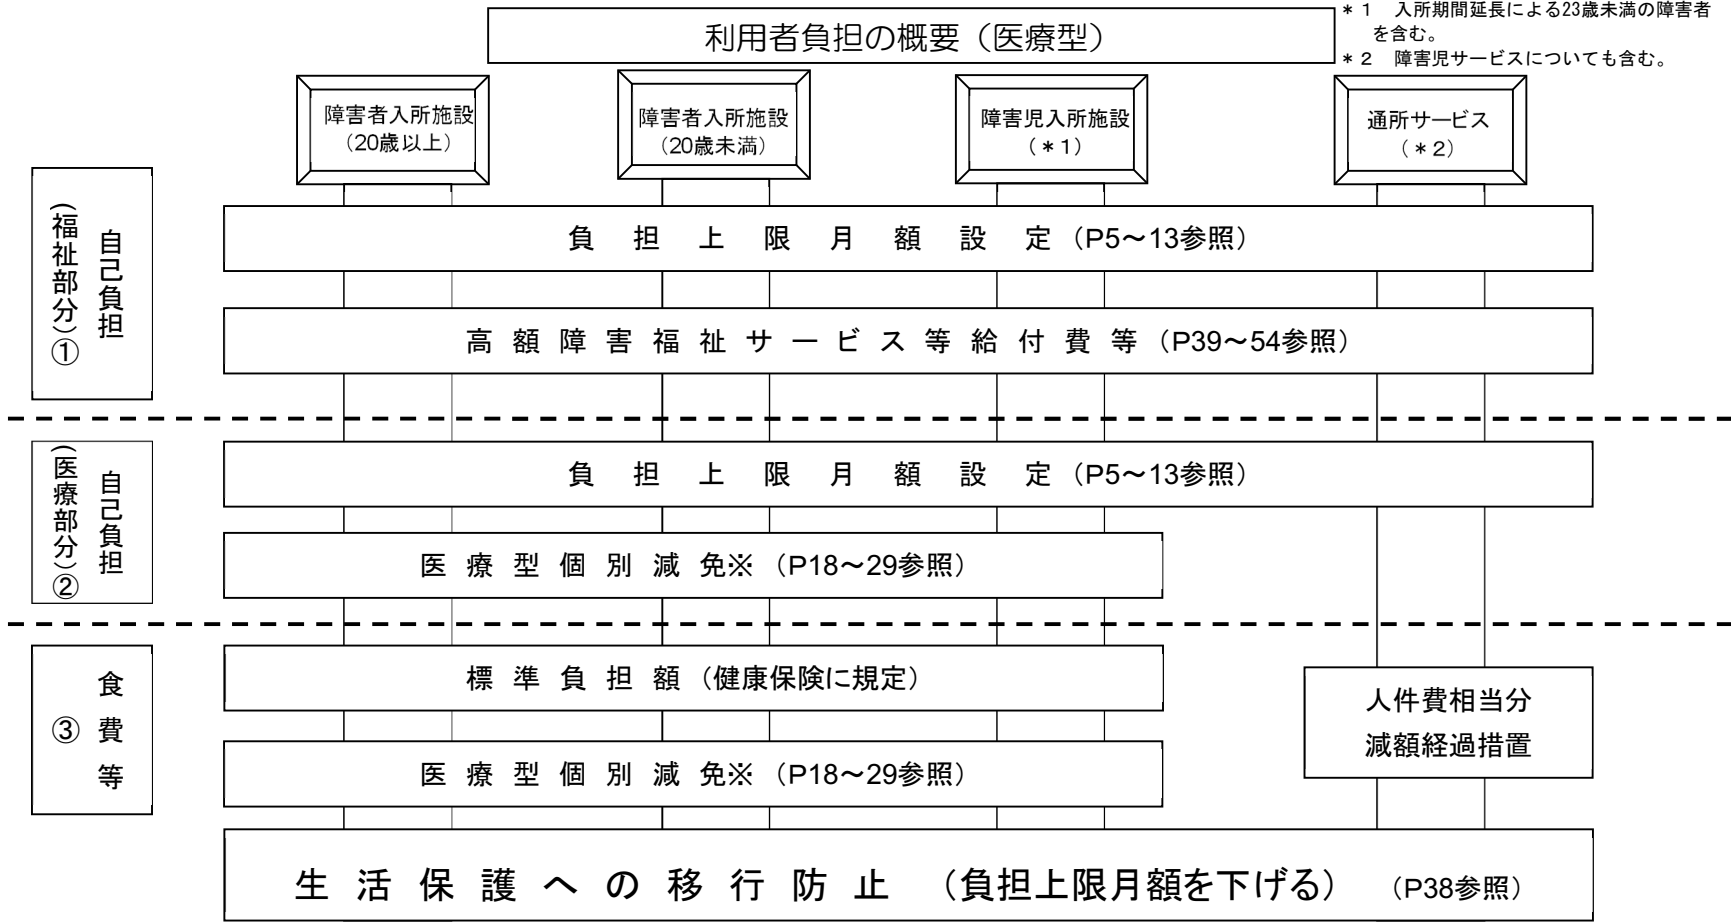 利用者負担の概要（医療型）
＊１　入所期間延長による23歳未満の障害者
を含む。
＊２　障害児サービスについても含む。
障害者入所施設
（20歳以上）
障害者入所施設
（20歳未満）
障害児入所施設
（＊１）
通所サービス
（＊２）
自己負担
（福祉部分）①
負担上限月額設定（P5～13参照）
高額障害福祉サービス等給付費等（P39～54参照）
自己負担
（医療部分）②
負担上限月額設定（P5～13参照）
医療型個別減免※（P18～29参照）
食費等
③
標準負担額（健康保険に規定）
人件費相当分
減額経過措置
医療型個別減免※（P18～29参照）
生活保護への移行防止（負担上限月額を下げる）（P38参照）